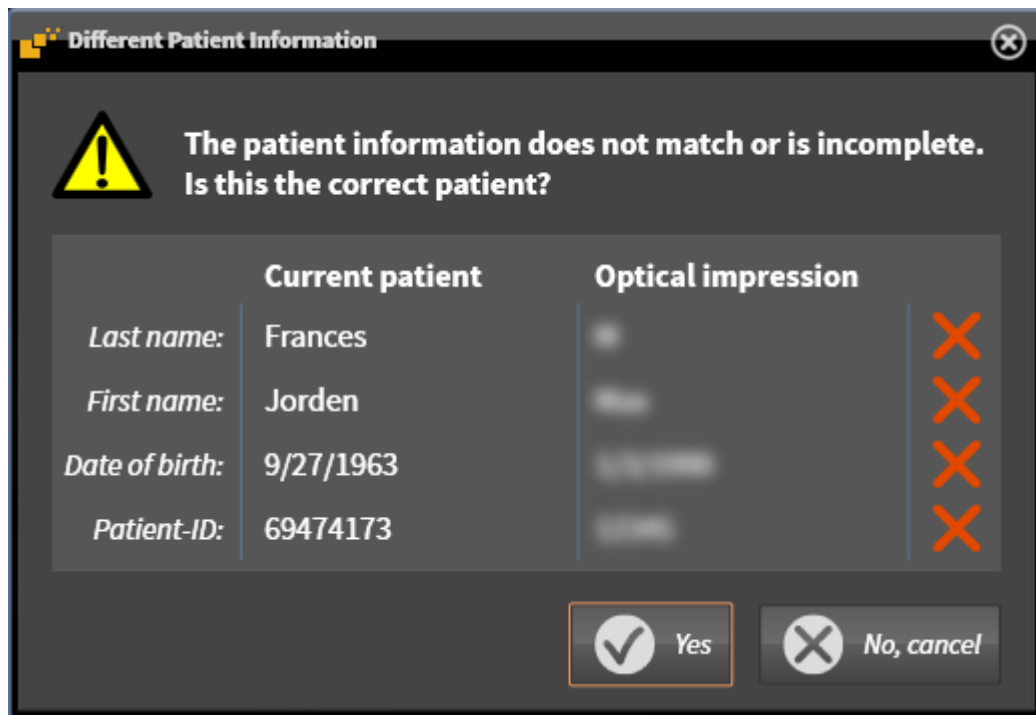 Different Patient Information
The patient information does not match or is incomplete.
Is this the correct patient?
Current patient Optical impression
Last name: Frances
First name: Jorden
Date of birth: 9/27/1963
Patient-ID: 69474173
Yes No, cancel